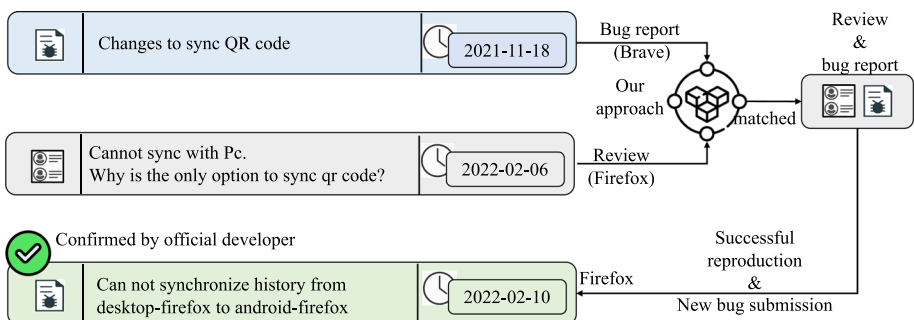 Changes to sync QR code
2021-11-18
Bug report
(Brave)
Our
approach
matched
Review
&
bug report
Cannot sync with Pc.
Why is the only option to sync qr code?
2022-02-06
Review
(Firefox)
Confirmed by official developer
Can not synchronize history from
desktop-firefox to android-firefox
2022-02-10
Firefox
Successful
reproduction
&
New bug submission